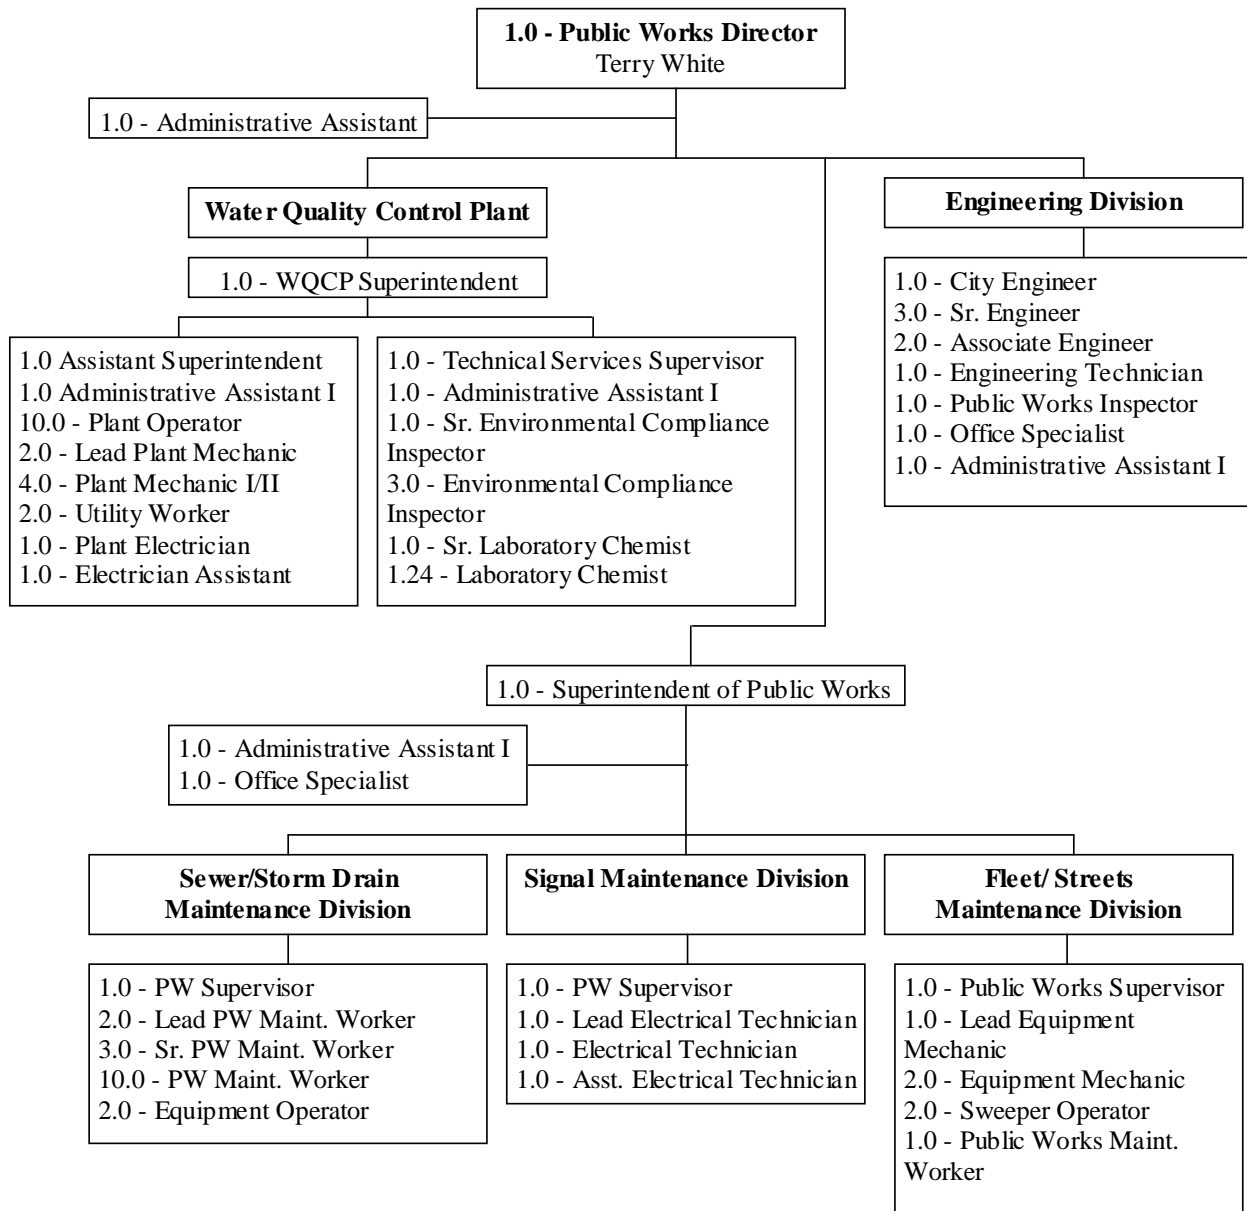 1.0 - Public Works Director
Terry White
1.0 - Administrative Assistant
Water Quality Control Plant
Engineering Division
1.0 - WQCP Superintendent
1.0 - City Engineer
3.0 - Sr. Engineer
2.0 - Associate Engineer
1.0 - Engineering Technician
1.0 - Public Works Inspector
1.0 - Office Specialist
1.0 - Administrative Assistant I
1.0 Assistant Superintendent
1.0 Administrative Assistant I
10.0 - Plant Operator
2.0 - Lead Plant Mechanic
4.0 - Plant Mechanic I/II
2.0 - Utility Worker
1.0 - Plant Electrician
1.0 - Electrician Assistant
1.0 - Technical Services Supervisor
1.0 - Administrative Assistant I
1.0 - Sr. Environmental Compliance
Inspector
3.0 - Environmental Compliance
Inspector
1.0 - Sr. Laboratory Chemist
1.24 - Laboratory Chemist
1.0 - Superintendent of Public Works
1.0 - Administrative Assistant I
1.0 - Office Specialist
Sewer/Storm Drain
Maintenance Division
Signal Maintenance Division
Fleet/ Streets
Maintenance Division
1.0 - PW Supervisor
2.0 - Lead PW Maint. Worker
3.0 - Sr. PW Maint. Worker
10.0 - PW Maint. Worker
2.0 - Equipment Operator
1.0 - PW Supervisor
1.0 - Lead Electrical Technician
1.0 - Electrical Technician
1.0 - Asst. Electrical Technician
1.0 - Public Works Supervisor
1.0 - Lead Equipment
Mechanic
2.0 - Equipment Mechanic
2.0 - Sweeper Operator
1.0 - Public Works Maint.
Worker